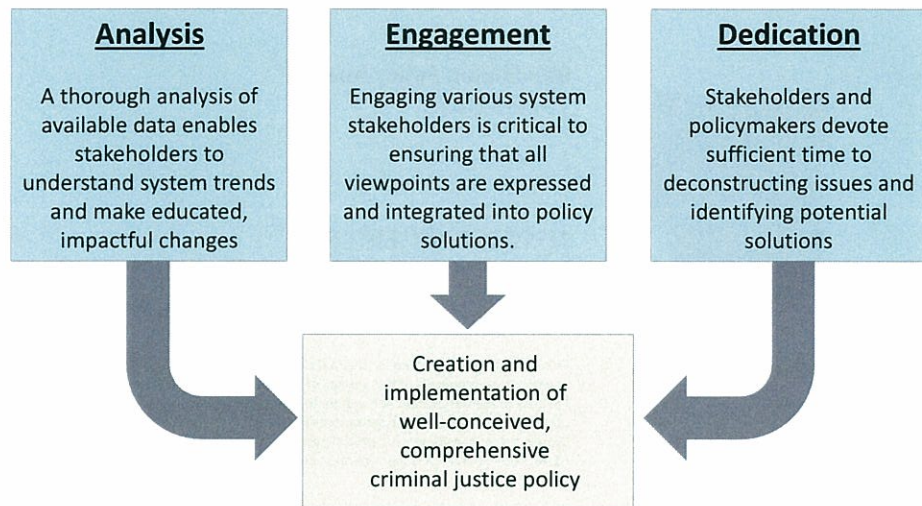 Analysis
A thorough analysis of
available data enables
stakeholders to
understand system trends
and make educated,
impactful changes
Engagement
Engaging various system
stakeholders is critical to
ensuring that all
viewpoints are expressed
and integrated into policy
solutions.
Dedication
Stakeholders and
policymakers devote
sufficient time to
deconstructing issues and
identifying potential
solutions
Creation and
implementation of
well-conceived,
comprehensive
criminal justice policy